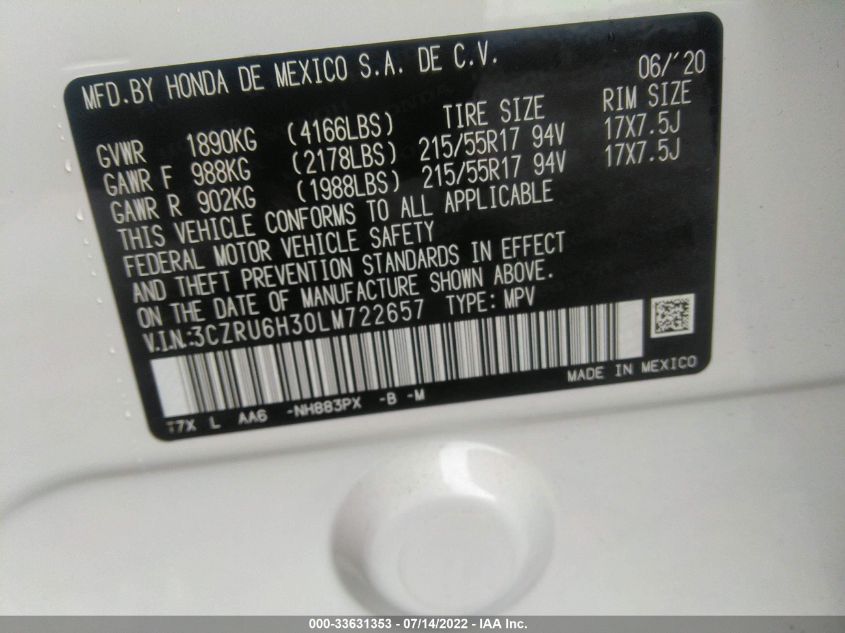 MFD.BY HONDA DE MEXICO S.A. DE C.V. 06/'20
GVWR 1890KG (4166LBS) TIRE SIZE RIM SIZE
GAWR F 988KG (2178LBS) 215/55R17 94V 17X7.5J
GAWR R 902KG (1988LBS) 215/55R17 94V 17X7.5J
THIS VEHICLE CONFORMS TO ALL APPLICABLE
FEDERAL MOTOR VEHICLE SAFETY
AND THEFT PREVENTION STANDARDS IN EFFECT
ON THE DATE OF MANUFACTURE SHOWN ABOVE.
V.I.N.:3CZRU6H30LM722657 TYPE: MPV
T7X L AA6 -NH883PX -B -M MADE IN MEXICO
000-33631353 - 07/14/2022 - IAA Inc.